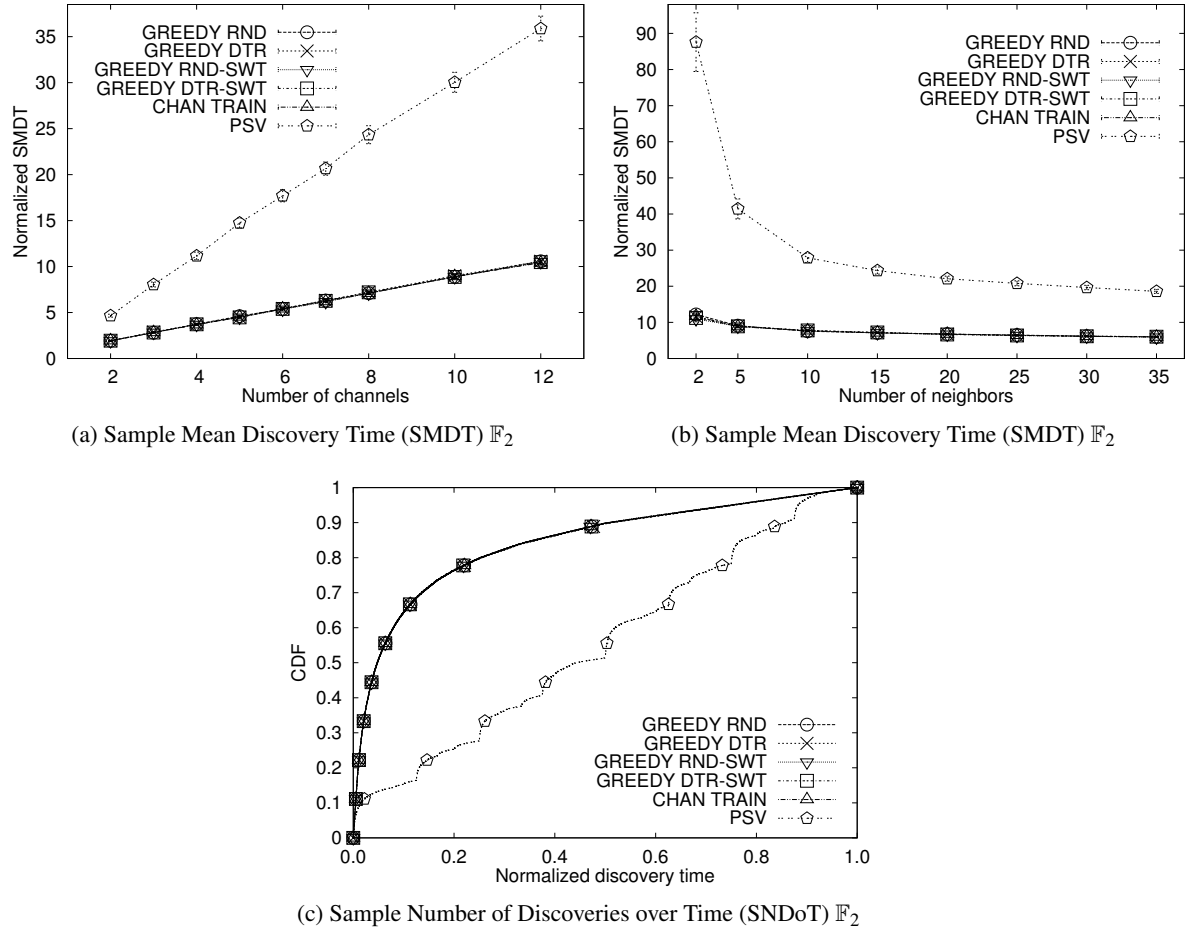 35
30
25
20
15
10
5
0
Normalized SMDT
GREEDY RND
GREEDY DTR
GREEDY RND-SWT
GREEDY DTR-SWT
CHAN TRAIN
PSV
2 4 6 8 10 12
Number of channels
(a) Sample Mean Discovery Time (SMDT) 𝔽₂
90
80
70
60
50
40
30
20
10
0
Normalized SMDT
GREEDY RND
GREEDY DTR
GREEDY RND-SWT
GREEDY DTR-SWT
CHAN TRAIN
PSV
2 5 10 15 20 25 30 35
Number of neighbors
(b) Sample Mean Discovery Time (SMDT) 𝔽₂
1
0.9
0.8
0.7
0.6
0.5
0.4
0.3
0.2
0.1
0
CDF
GREEDY RND
GREEDY DTR
GREEDY RND-SWT
GREEDY DTR-SWT
CHAN TRAIN
PSV
0.0 0.2 0.4 0.6 0.8 1.0
Normalized discovery time
(c) Sample Number of Discoveries over Time (SNDoT) 𝔽₂